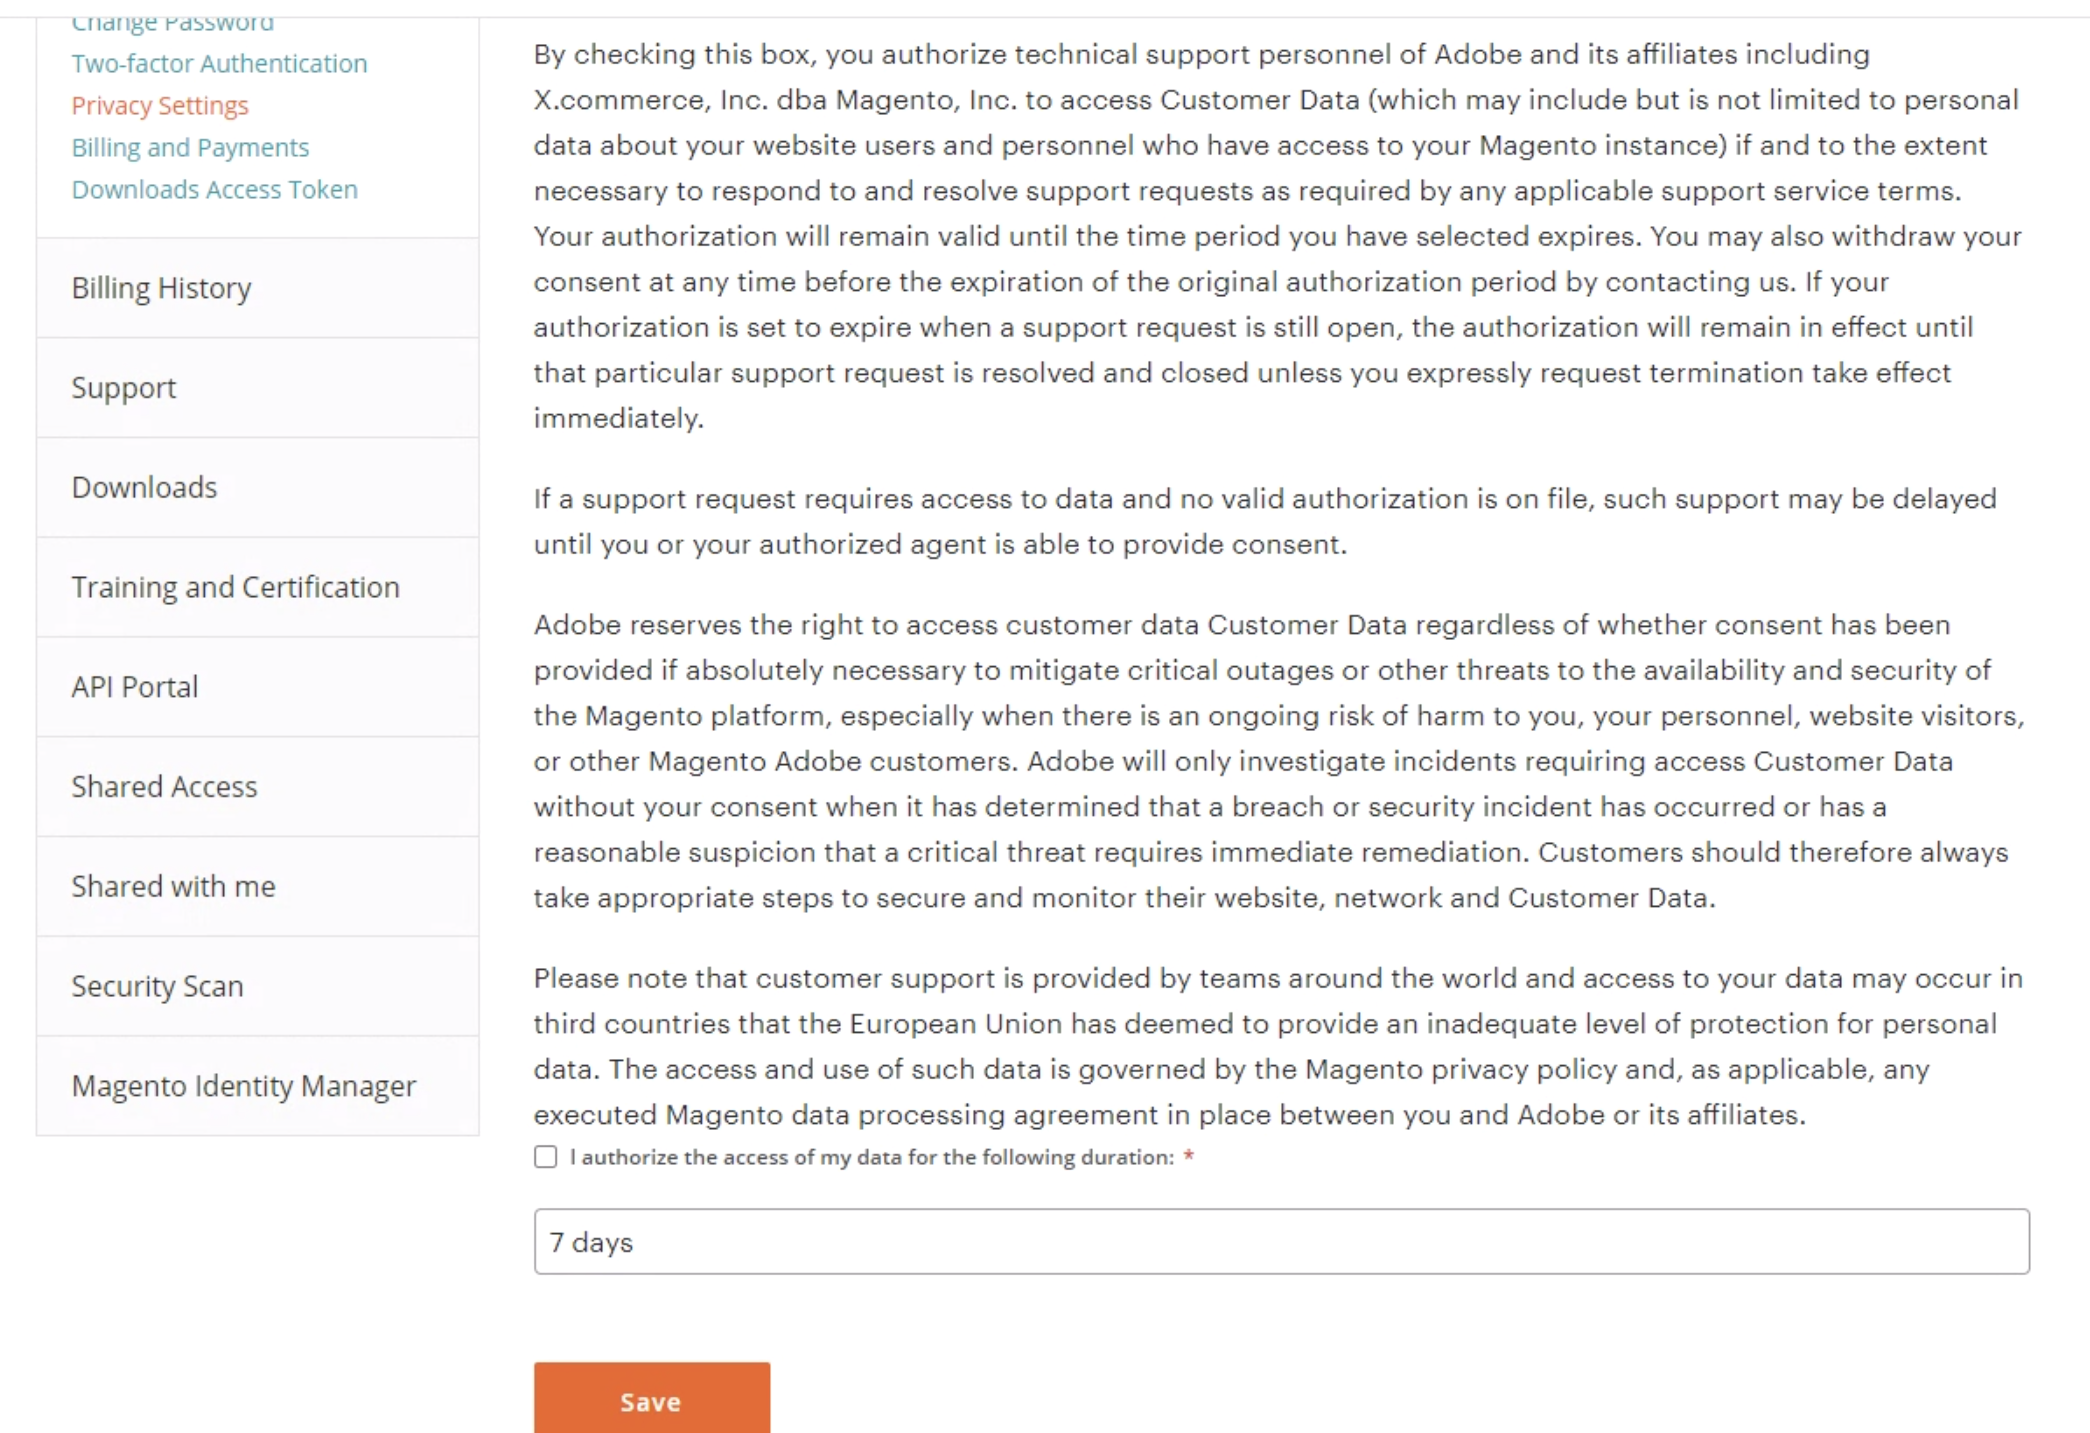 Change Password
Two-factor Authentication
Privacy Settings
Billing and Payments
Downloads Access Token
Billing History
Support
Downloads
Training and Certification
API Portal
Shared Access
Shared with me
Security Scan
Magento Identity Manager
By checking this box, you authorize technical support personnel of Adobe and its affiliates including
X.commerce, Inc. dba Magento, Inc. to access Customer Data (which may include but is not limited to personal
data about your website users and personnel who have access to your Magento instance) if and to the extent
necessary to respond to and resolve support requests as required by any applicable support service terms.
Your authorization will remain valid until the time period you have selected expires. You may also withdraw your
consent at any time before the expiration of the original authorization period by contacting us. If your
authorization is set to expire when a support request is still open, the authorization will remain in effect until
that particular support request is resolved and closed unless you expressly request termination take effect
immediately.
If a support request requires access to data and no valid authorization is on file, such support may be delayed
until you or your authorized agent is able to provide consent.
Adobe reserves the right to access customer data Customer Data regardless of whether consent has been
provided if absolutely necessary to mitigate critical outages or other threats to the availability and security of
the Magento platform, especially when there is an ongoing risk of harm to you, your personnel, website visitors,
or other Magento Adobe customers. Adobe will only investigate incidents requiring access Customer Data
without your consent when it has determined that a breach or security incident has occurred or has a
reasonable suspicion that a critical threat requires immediate remediation. Customers should therefore always
take appropriate steps to secure and monitor their website, network and Customer Data.
Please note that customer support is provided by teams around the world and access to your data may occur in
third countries that the European Union has deemed to provide an inadequate level of protection for personal
data. The access and use of such data is governed by the Magento privacy policy and, as applicable, any
executed Magento data processing agreement in place between you and Adobe or its affiliates.
I authorize the access of my data for the following duration: *
7 days
Save